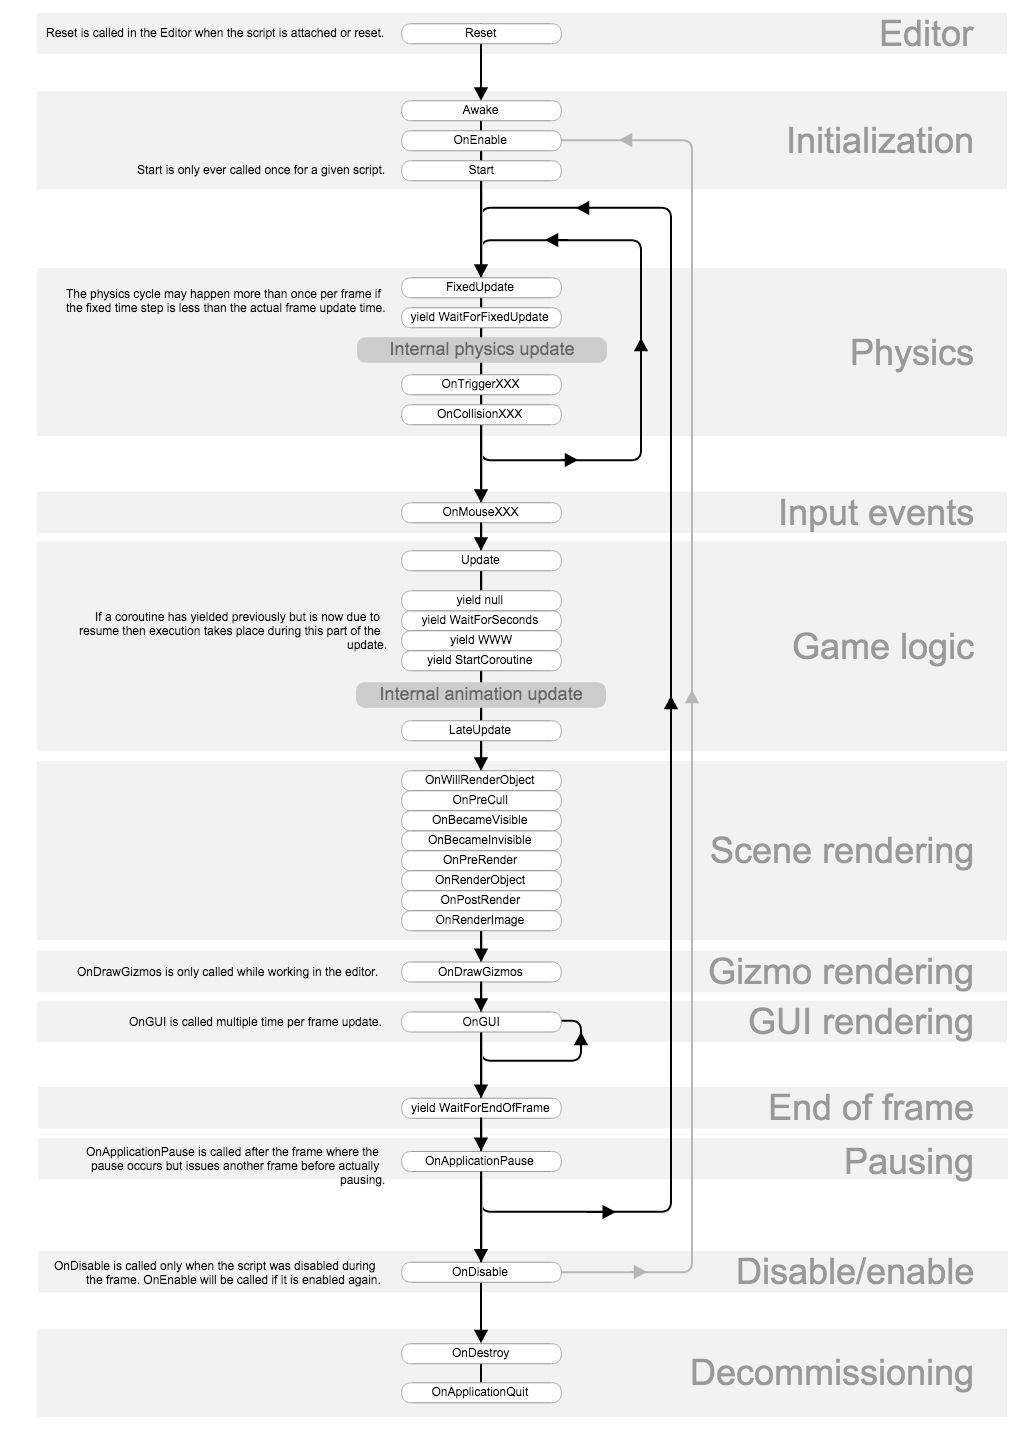 Reset is called in the Editor when the script is attached or reset.
Reset
Editor
Awake
OnEnable
Initialization
Start is only ever called once for a given script.
Start
The physics cycle may happen more than once per frame if
the fixed time step is less than the actual frame update time.
FixedUpdate
yield WaitForFixedUpdate
Internal physics update
Physics
OnTriggerXXX
OnCollisionXXX
OnMouseXXX
Input events
Update
If a coroutine has yielded previously but is now due to
resume then execution takes place during this part of the
update.
yield null
yield WaitForSeconds
yield WWW
yield StartCoroutine
Game logic
Internal animation update
LateUpdate
OnWillRenderObject
OnPreCull
OnBecameVisible
OnBecameInvisible
OnPreRender
OnRenderObject
OnPostRender
OnRenderImage
Scene rendering
OnDrawGizmos is only called while working in the editor.
OnDrawGizmos
Gizmo rendering
OnGUI is called multiple time per frame update.
OnGUI
GUI rendering
yield WaitForEndOfFrame
End of frame
OnApplicationPause is called after the frame where the
pause occurs but issues another frame before actually
pausing.
OnApplicationPause
Pausing
OnDisable is called only when the script was disabled during
the frame. OnEnable will be called if it is enabled again.
OnDisable
Disable/enable
OnDestroy
OnApplicationQuit
Decommissioning